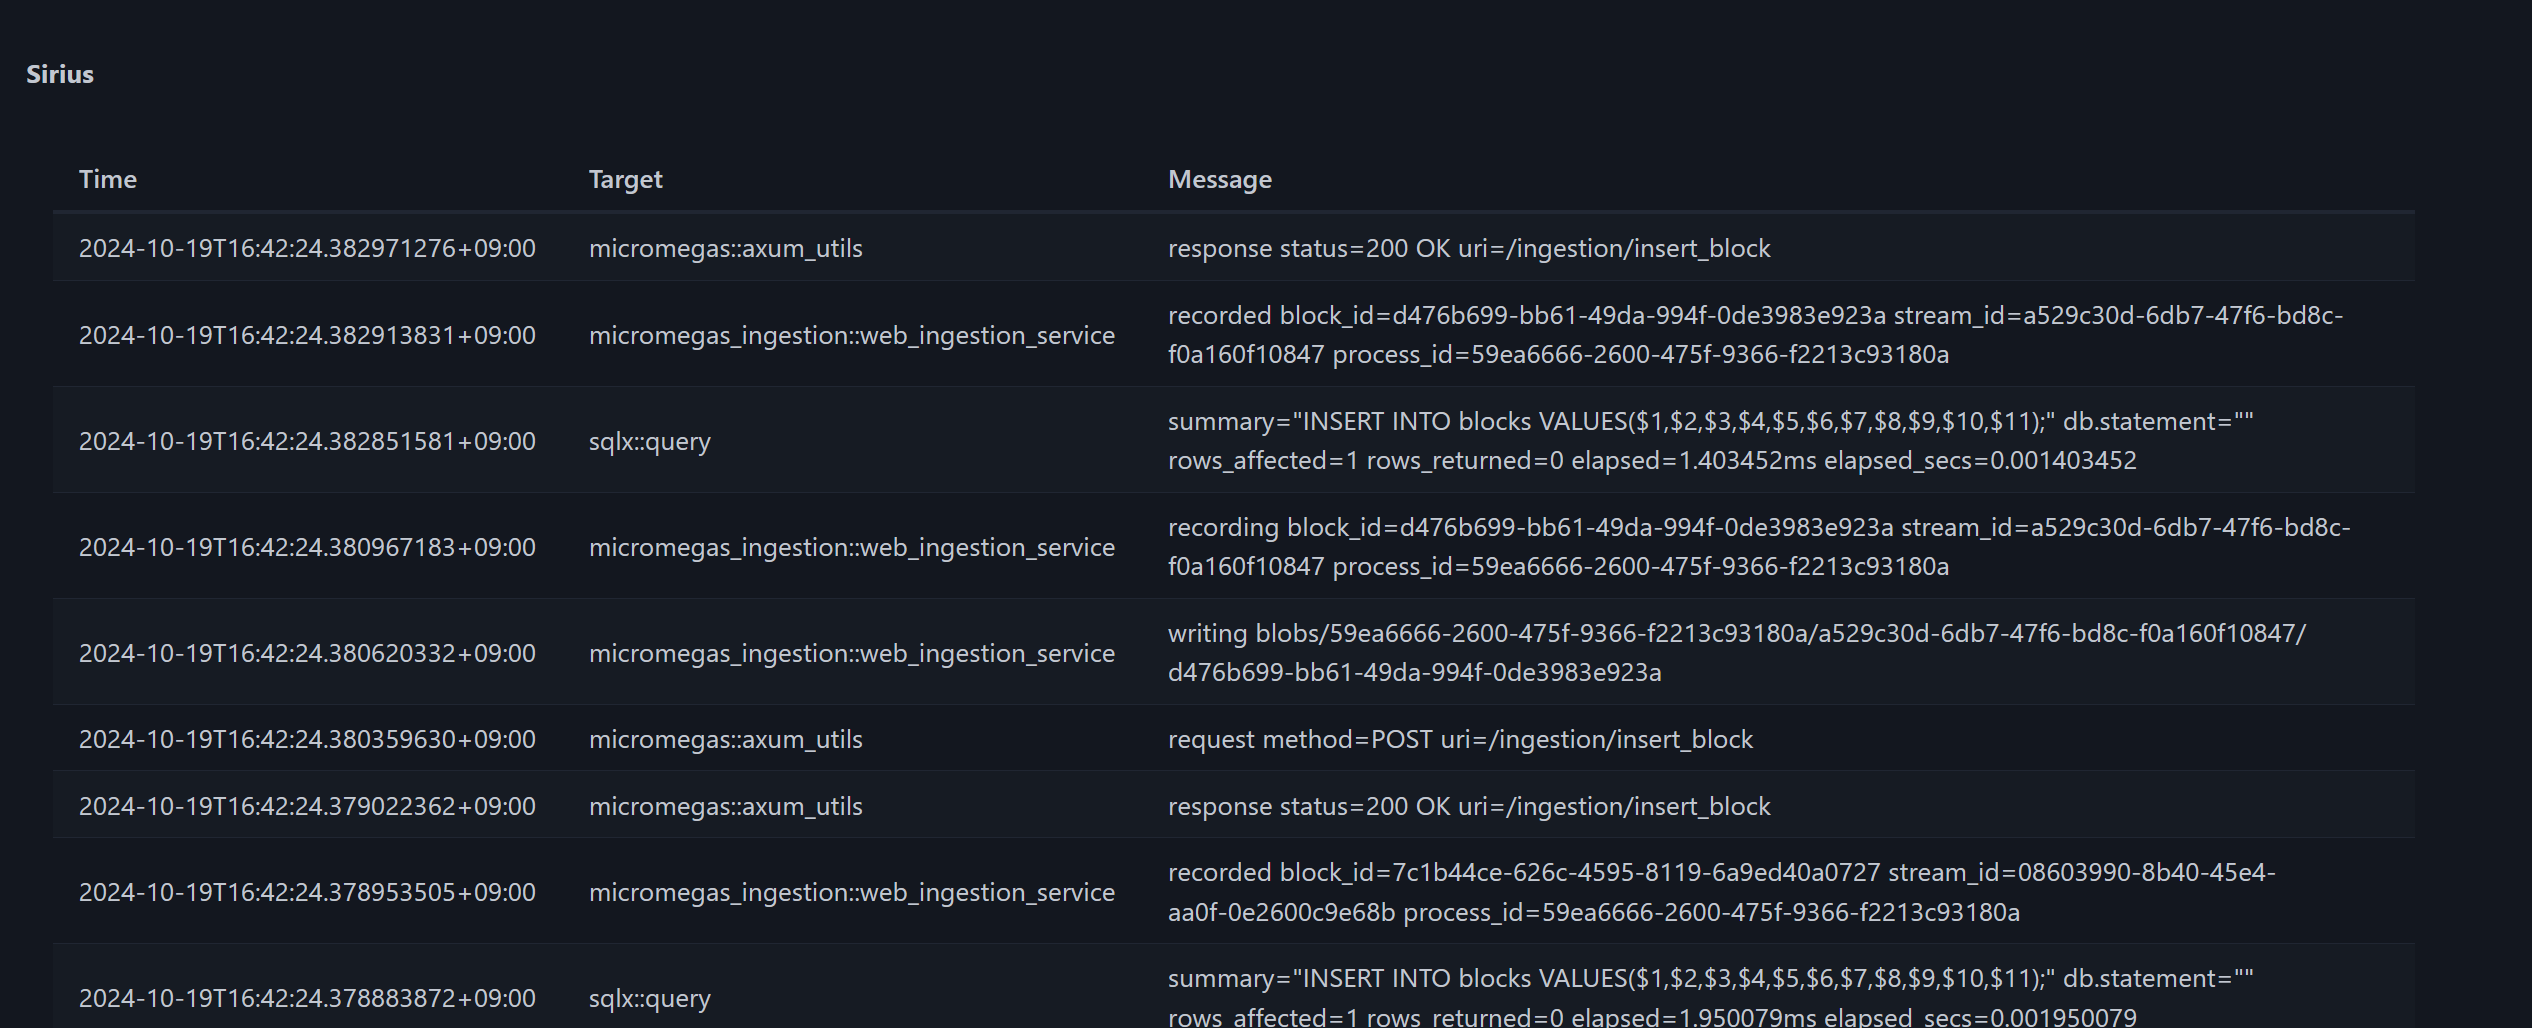 Sirius
Time Target Message
2024-10-19T16:42:24.382971276+09:00 micromegas::axum_utils response status=200 OK uri=/ingestion/insert_block
2024-10-19T16:42:24.382913831+09:00 micromegas_ingestion::web_ingestion_service recorded block_id=d476b699-bb61-49da-994f-0de3983e923a stream_id=a529c30d-6db7-47f6-bd8c-
f0a160f10847 process_id=59ea6666-2600-475f-9366-f2213c93180a
2024-10-19T16:42:24.382851581+09:00 sqlx::query summary="INSERT INTO blocks VALUES($1,$2,$3,$4,$5,$6,$7,$8,$9,$10,$11);" db.statement=""
rows_affected=1 rows_returned=0 elapsed=1.403452ms elapsed_secs=0.001403452
2024-10-19T16:42:24.380967183+09:00 micromegas_ingestion::web_ingestion_service recording block_id=d476b699-bb61-49da-994f-0de3983e923a stream_id=a529c30d-6db7-47f6-bd8c-
f0a160f10847 process_id=59ea6666-2600-475f-9366-f2213c93180a
2024-10-19T16:42:24.380620332+09:00 micromegas_ingestion::web_ingestion_service writing blobs/59ea6666-2600-475f-9366-f2213c93180a/a529c30d-6db7-47f6-bd8c-f0a160f10847/
d476b699-bb61-49da-994f-0de3983e923a
2024-10-19T16:42:24.380359630+09:00 micromegas::axum_utils request method=POST uri=/ingestion/insert_block
2024-10-19T16:42:24.379022362+09:00 micromegas::axum_utils response status=200 OK uri=/ingestion/insert_block
2024-10-19T16:42:24.378953505+09:00 micromegas_ingestion::web_ingestion_service recorded block_id=7c1b44ce-626c-4595-8119-6a9ed40a0727 stream_id=08603990-8b40-45e4-
aa0f-0e2600c9e68b process_id=59ea6666-2600-475f-9366-f2213c93180a
2024-10-19T16:42:24.378883872+09:00 sqlx::query summary="INSERT INTO blocks VALUES($1,$2,$3,$4,$5,$6,$7,$8,$9,$10,$11);" db.statement=""
rows_affected=1 rows_returned=0 elapsed=1.950079ms elapsed_secs=0.001950079